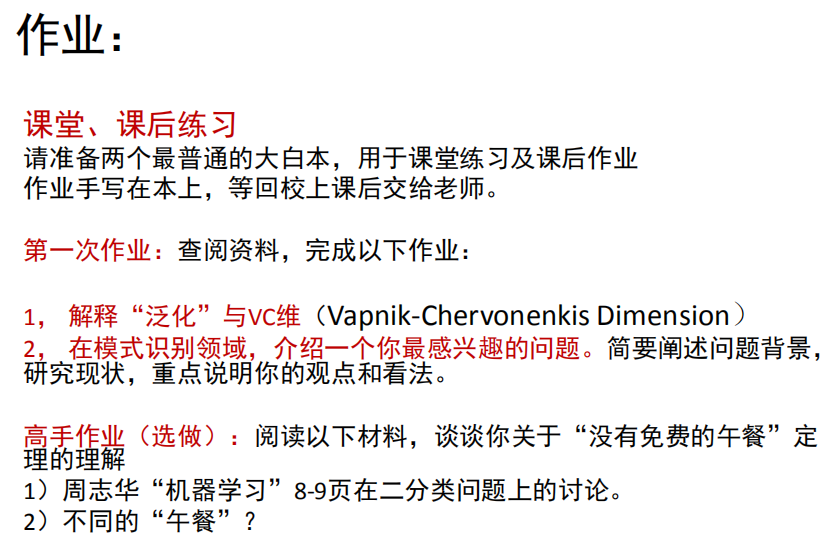 作业：
课堂、课后练习
请准备两个最普通的大白本，用于课堂练习及课后作业
作业手写在本上，等回校上课后交给老师。
第一次作业：查阅资料，完成以下作业：
1， 解释“泛化”与VC维（Vapnik-Chervonenkis Dimension）
2， 在模式识别领域，介绍一个你最感兴趣的问题。简要阐述问题背景，
研究现状，重点说明你的观点和看法。
高手作业（选做）：阅读以下材料，谈谈你关于“没有免费的午餐”定
理的理解
1）周志华“机器学习”8-9页在二分类问题上的讨论。
2）不同的“午餐”？